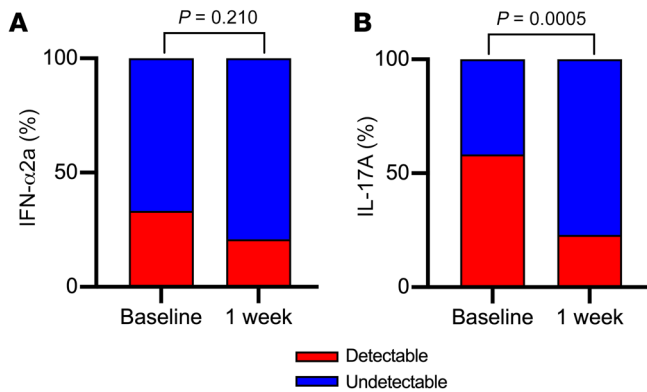 A
P = 0.210
IFN-α2a (%)
100
50
0
Baseline
1 week
B
P = 0.0005
IL-17A (%)
100
50
0
Baseline
1 week
Detectable
Undetectable